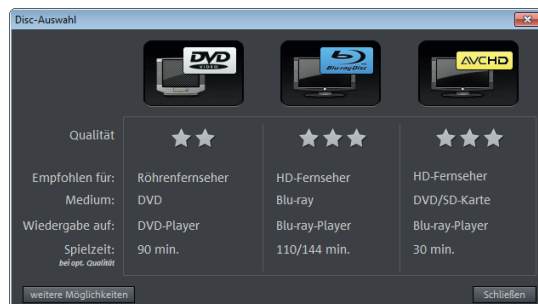 Disc-Auswahl
DVD VIDEO
Blu-ray Disc
AVCHD
Qualität
Empfohlen für: Röhrenfernseher HD-Fernseher HD-Fernseher
Medium: DVD Blu-ray DVD/SD-Karte
Wiedergabe auf: DVD-Player Blu-ray-Player Blu-ray-Player
Spielzeit: 90 min. 110/144 min. 30 min.
bei opt. Qualität
weitere Möglichkeiten Schließen